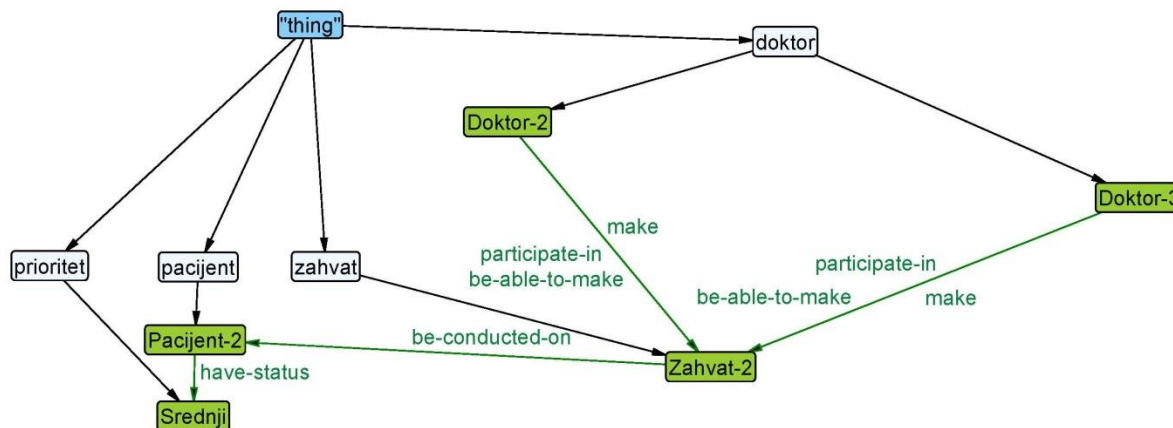 "thing"
doktor
Doktor-2
Doktor-3
make
participate-in
be-able-to-make
participate-in
be-able-to-make
make
prioritet
pacijent
zahvat
Pacijent-2
be-conducted-on
Zahvat-2
have-status
Srednji